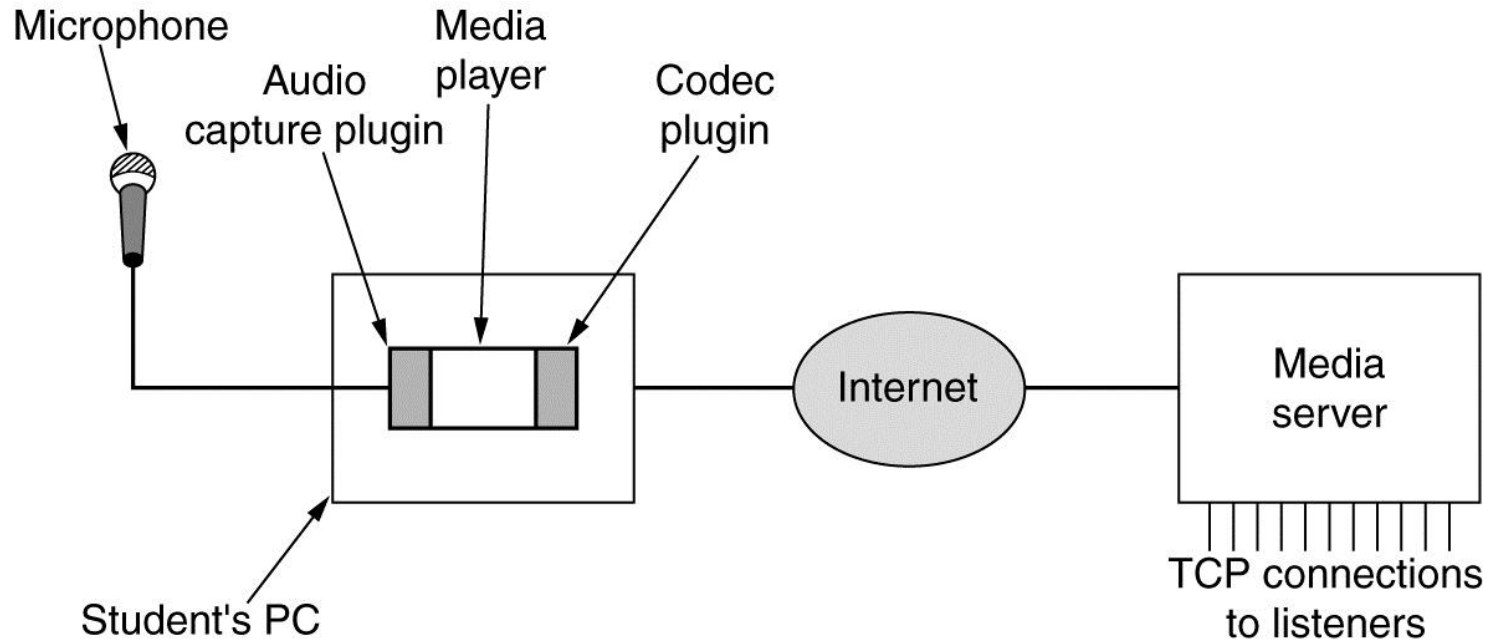 Microphone
Audio
capture plugin
Media
player
Codec
plugin
Internet
Media
server
Student's PC
TCP connections
to listeners